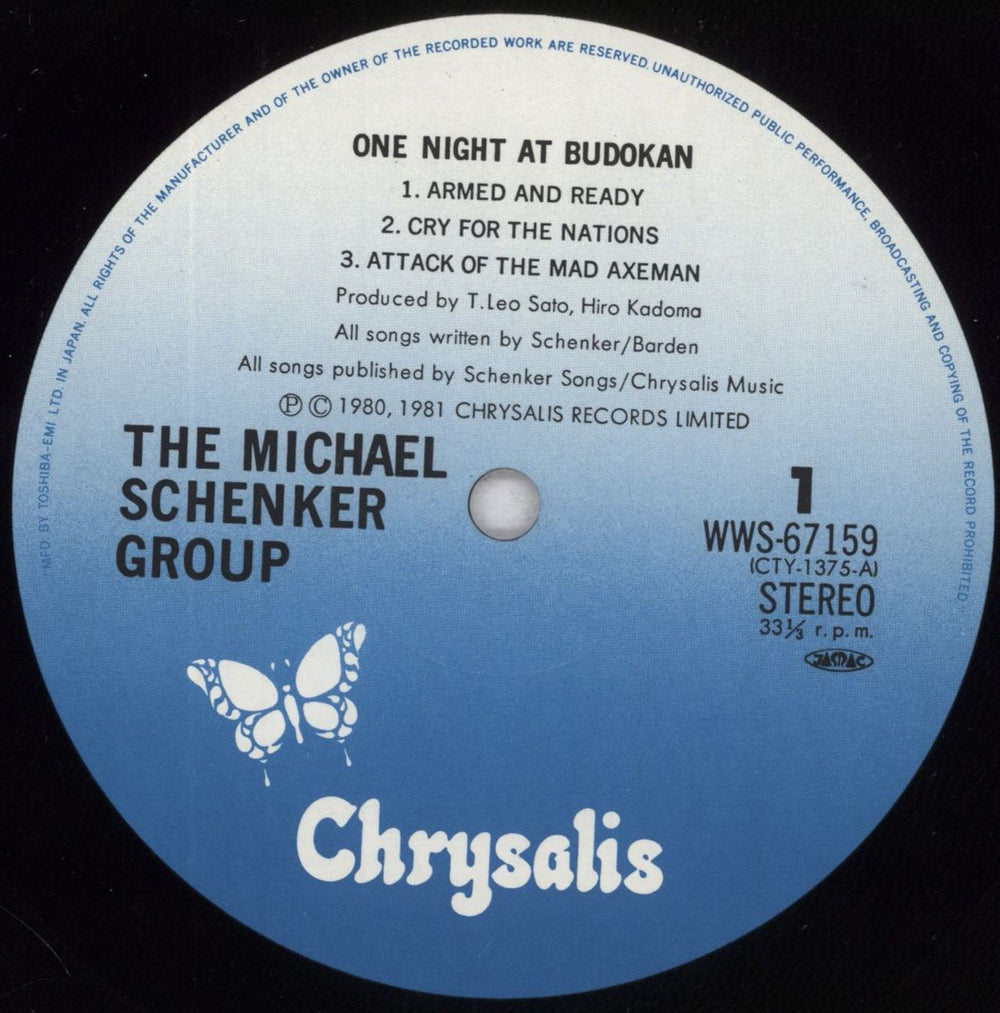 MFD. BY TOSHIBA-EMI LTD. IN JAPAN. ALL RIGHTS OF THE MANUFACTURER AND OF THE OWNER OF THE RECORDED WORK ARE RESERVED. UNAUTHORIZED PUBLIC PERFORMANCE, BROADCASTING AND COPYING OF THE RECORD PROHIBITED.
ONE NIGHT AT BUDOKAN
1. ARMED AND READY
2. CRY FOR THE NATIONS
3. ATTACK OF THE MAD AXEMAN
Produced by T.Leo Sato, Hiro Kadoma
All songs written by Schenker/Barden
All songs published by Schenker Songs/Chrysalis Music
Ⓟ Ⓒ 1980, 1981 CHRYSALIS RECORDS LIMITED
THE MICHAEL
SCHENKER
GROUP
1
WWS-67159
(CTY-1375-A)
STEREO
33⅓ r.p.m.
JASRAC
Chrysalis